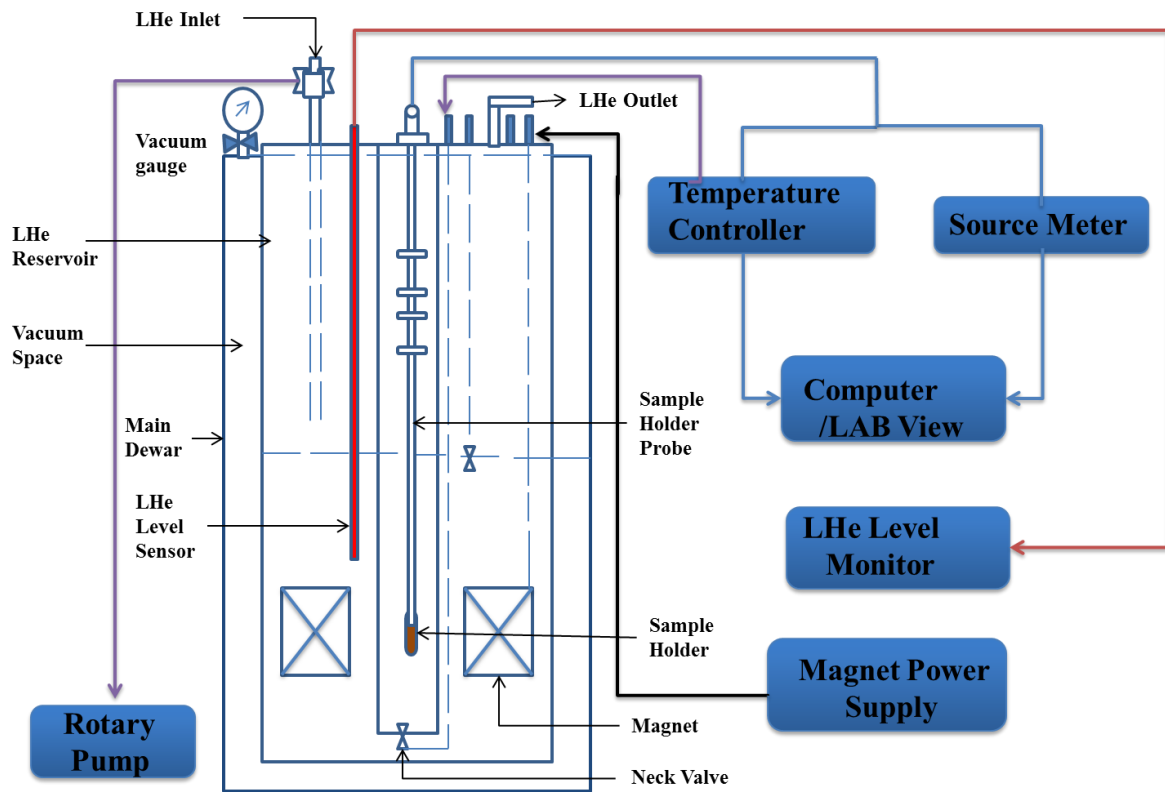 LHe Inlet
LHe Outlet
Vacuum
gauge
LHe
Reservoir
Vacuum
Space
Main
Dewar
LHe
Level
Sensor
Rotary
Pump
Sample
Holder
Probe
Sample
Holder
Magnet
Neck Valve
Temperature
Controller
Source Meter
Computer
/LAB View
LHe Level
Monitor
Magnet Power
Supply